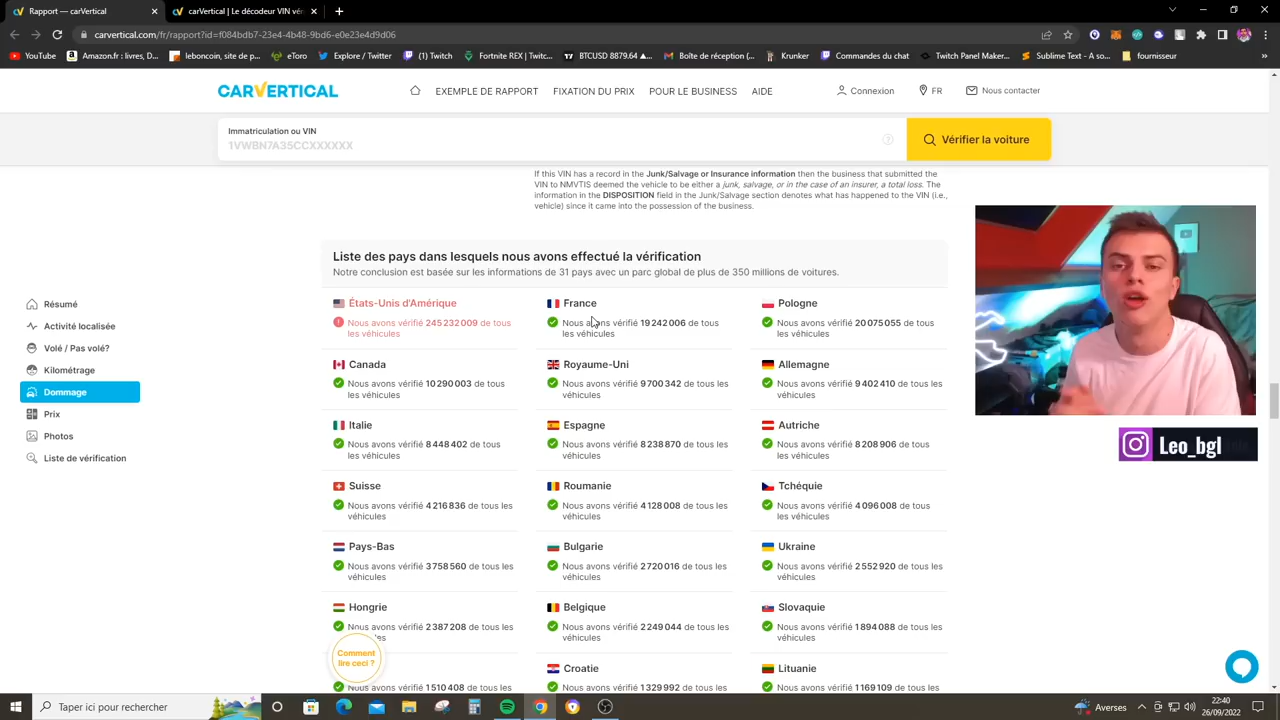 Rapport — carVertical
carVertical | Le décodeur VIN vér
carvertical.com/fr/rapport?id=f084bdb7-23e4-4b48-9bd6-e0e23e4d9d06
YouTube
Amazon.fr : livres, D...
leboncoin, site de p...
eToro
Explore / Twitter
(1) Twitch
Fortnite REX | Twitc...
BTCUSD 8879.64 ▲...
Boîte de réception (...
Krunker
Commandes du chat
Twitch Panel Maker...
Sublime Text - A so...
fournisseur
CARVERTICAL
EXEMPLE DE RAPPORT
FIXATION DU PRIX
POUR LE BUSINESS
AIDE
Connexion
FR
Nous contacter
Immatriculation ou VIN
1VWBN7A35CCXXXXXX
Vérifier la voiture
If this VIN has a record in the Junk/Salvage or Insurance information then the business that submitted the
VIN to NMVTIS deemed the vehicle to be either a junk, salvage, or in the case of an insurer, a total loss. The
information in the DISPOSITION field in the Junk/Salvage section denotes what has happened to the VIN (i.e.,
vehicle) since it came into the possession of the business.
Liste des pays dans lesquels nous avons effectué la vérification
Notre conclusion est basée sur les informations de 31 pays avec un parc global de plus de 350 millions de voitures.
Résumé
Activité localisée
Volé / Pas volé?
Kilométrage
Dommage
Prix
Photos
Liste de vérification
États-Unis d'Amérique
Nous avons vérifié 245 232 009 de tous
les véhicules
France
Nous avons vérifié 19 242 006 de tous
les véhicules
Pologne
Nous avons vérifié 20 075 055 de tous
les véhicules
Canada
Nous avons vérifié 10 290 003 de tous
les véhicules
Royaume-Uni
Nous avons vérifié 9 700 342 de tous les
véhicules
Allemagne
Nous avons vérifié 9 402 410 de tous les
véhicules
Italie
Nous avons vérifié 8 448 402 de tous
les véhicules
Espagne
Nous avons vérifié 8 238 870 de tous les
véhicules
Autriche
Nous avons vérifié 8 208 906 de tous
les véhicules
Suisse
Nous avons vérifié 4 216 836 de tous les
véhicules
Roumanie
Nous avons vérifié 4 128 008 de tous les
véhicules
Tchéquie
Nous avons vérifié 4 096 008 de tous
les véhicules
Pays-Bas
Nous avons vérifié 3 758 560 de tous les
véhicules
Bulgarie
Nous avons vérifié 2 720 016 de tous les
véhicules
Ukraine
Nous avons vérifié 2 552 920 de tous les
véhicules
Hongrie
Nous avons vérifié 2 387 208 de tous les
les
Belgique
Nous avons vérifié 2 249 044 de tous les
véhicules
Slovaquie
Nous avons vérifié 1 894 088 de tous les
véhicules
Nous avons vérifié 1 510 408 de tous les
Croatie
Nous avons vérifié 1 329 992 de tous les
Lituanie
Nous avons vérifié 1 169 109 de tous les
Comment
lire ceci ?
Leo_bgl
Taper ici pour rechercher
Averses
22:40
26/09/2022